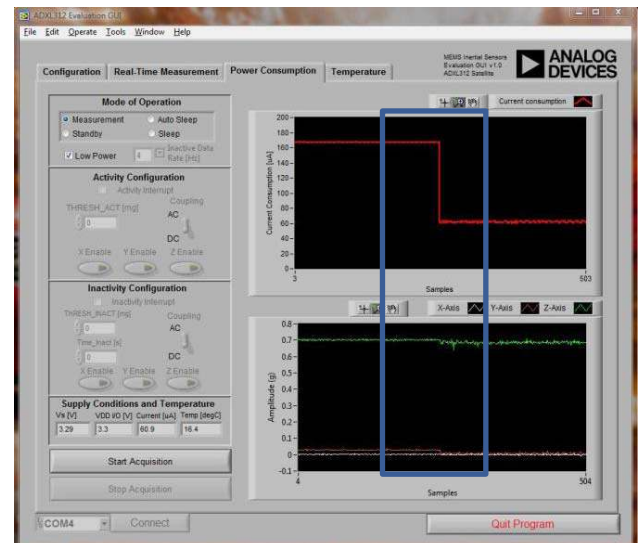 ADXL312 Evaluation GUI
File Edit Operate Tools Window Help
MEMS Inertial Sensors
Evaluation GUI v1.0
ADXL312 Satellite
ANALOG
DEVICES
Configuration Real-Time Measurement Power Consumption Temperature
Mode of Operation
Measurement Auto Sleep
Standby Sleep
Low Power Inactive Data
Rate [Hz]
Activity Configuration
Activity Interrupt
THRESH_ACT [mg] Coupling
0 AC
DC
X Enable Y Enable Z Enable
Inactivity Configuration
Inactivity Interrupt
THRESH_INACT [mg] Coupling
0 AC
Time_Inact [s]
0 DC
X Enable Y Enable Z Enable
Supply Conditions and Temperature
Vs [V] VDD I/O [V] Current [uA] Temp [degC]
3.29 3.3 60.9 16.4
Start Acquisition
Stop Acquisition
Current consumption
Current Consumption [uA]
200
180
160
140
120
100
80
60
40
20
0
3 503
Samples
X-Axis Y-Axis Z-Axis
Amplitude (g)
0.8
0.7
0.6
0.5
0.4
0.3
0.2
0.1
0
-0.1
4 504
Samples
COM4 Connect Quit Program